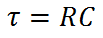 τ = RC